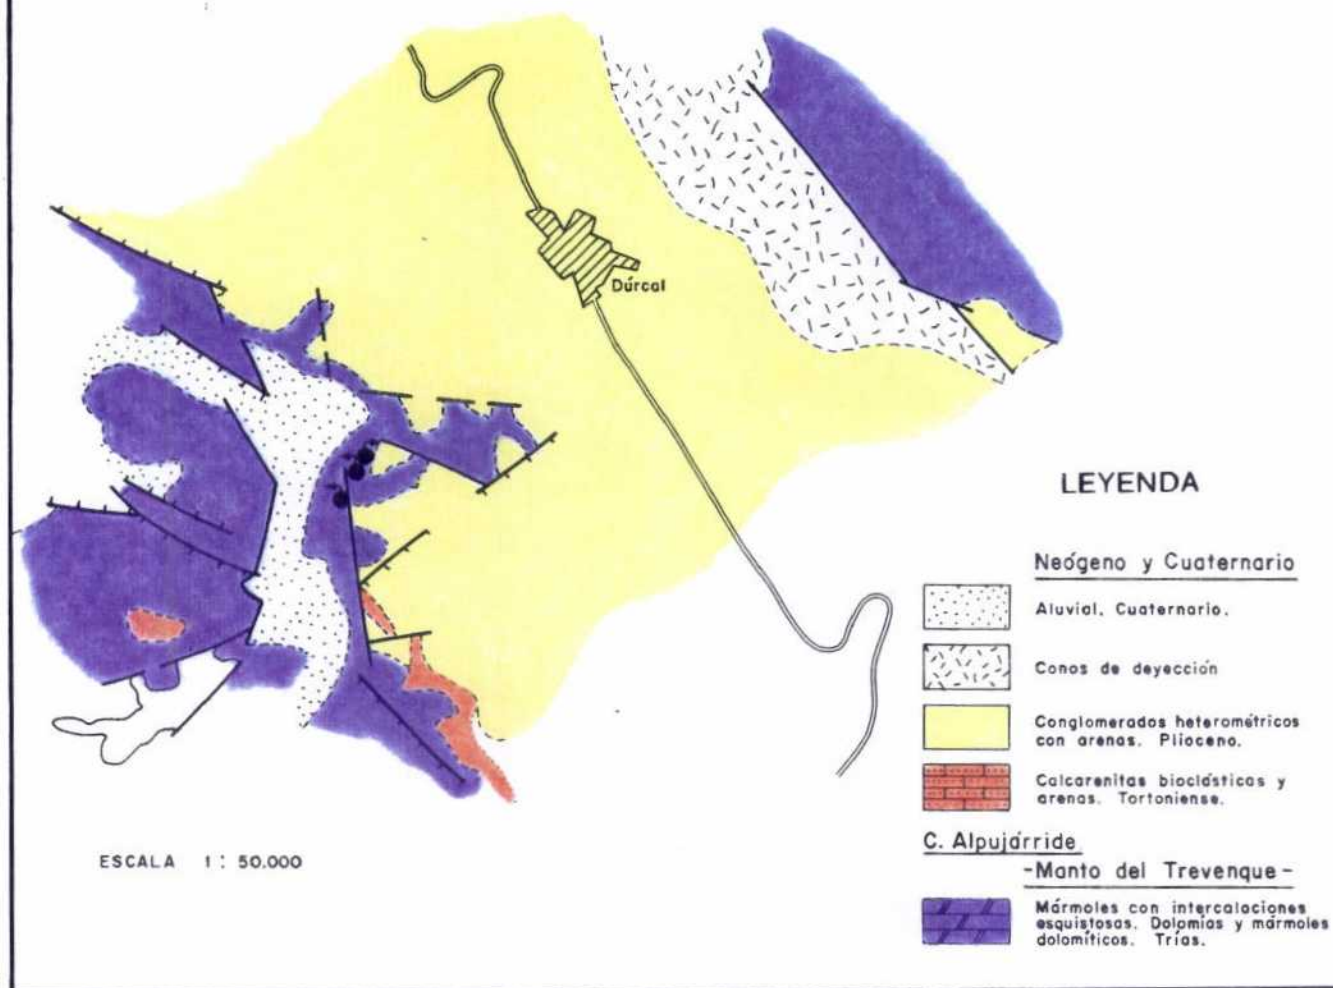 Dúrcal
LEYENDA
Neógeno y Cuaternario
Aluvial. Cuaternario.
Conos de deyección
Conglomerados heterométricos
con arenas. Plioceno.
Calcarenitas bioclásticas y
arenas. Tortoniense.
C. Alpujárride
-Manto del Trevenque-
Mármoles con intercalaciones
esquistosas. Dolomías y mármoles
dolomíticos. Trías.
ESCALA 1: 50.000